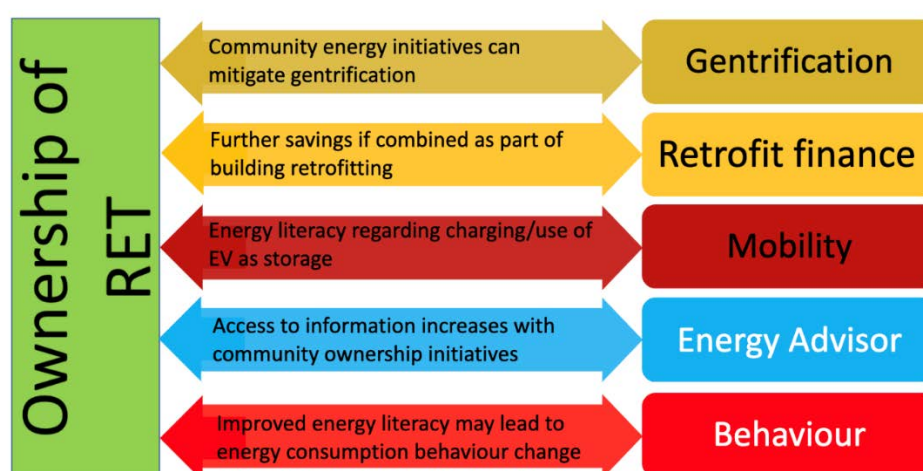 Ownership of
RET
Community energy initiatives can
mitigate gentrification
Gentrification
Further savings if combined as part of
building retrofitting
Retrofit finance
Energy literacy regarding charging/use of
EV as storage
Mobility
Access to information increases with
community ownership initiatives
Energy Advisor
Improved energy literacy may lead to
energy consumption behaviour change
Behaviour